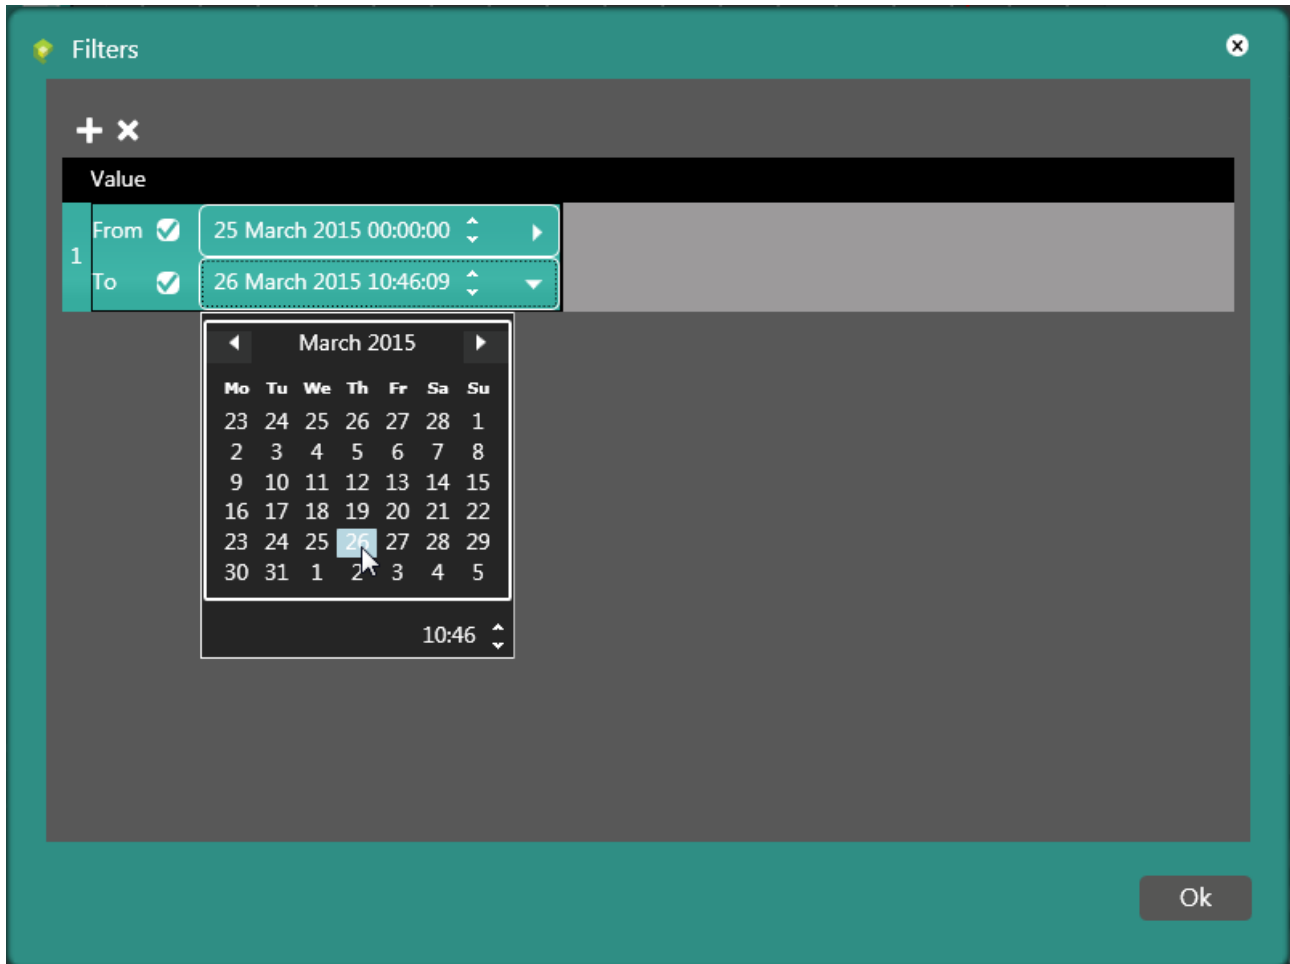 Filters
Value
1
From 25 March 2015 00:00:00
To 26 March 2015 10:46:09
March 2015
Mo Tu We Th Fr Sa Su
23 24 25 26 27 28 1
2 3 4 5 6 7 8
9 10 11 12 13 14 15
16 17 18 19 20 21 22
23 24 25 26 27 28 29
30 31 1 2 3 4 5
10:46
Ok